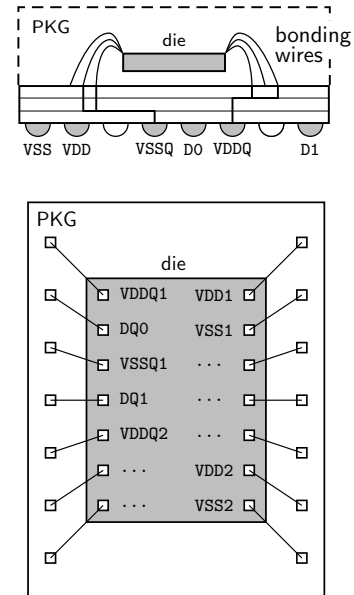 PKG
die
bonding
wires
VSS VDD VSSQ D0 VDDQ D1
PKG
die
VDDQ1 VDD1
DQ0 VSS1
VSSQ1 ...
DQ1 ...
VDDQ2 ...
... VDD2
... VSS2